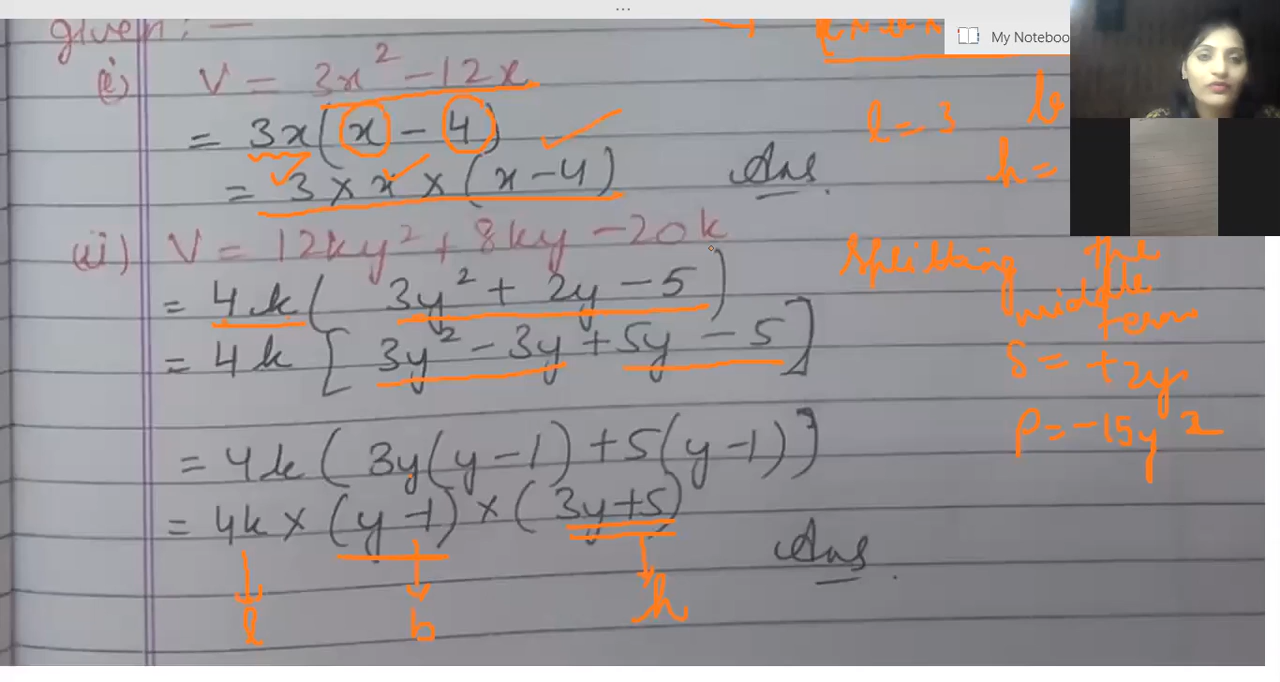 given:
(i) V = 3x² - 12x
= 3x(x - 4)
= 3 × x × (x - 4) Ans.
(ii) V = 12ky² + 8ky - 20k
= 4k( 3y² + 2y - 5)
= 4k [ 3y² - 3y + 5y - 5]
= 4k ( 3y(y - 1) + 5(y - 1)]
= 4k × (y - 1) × ( 3y + 5) Ans.
l
b
h
My Notebook
l = 3
h =
Splitting the
middle
term
S = + 2y
P = -15y²